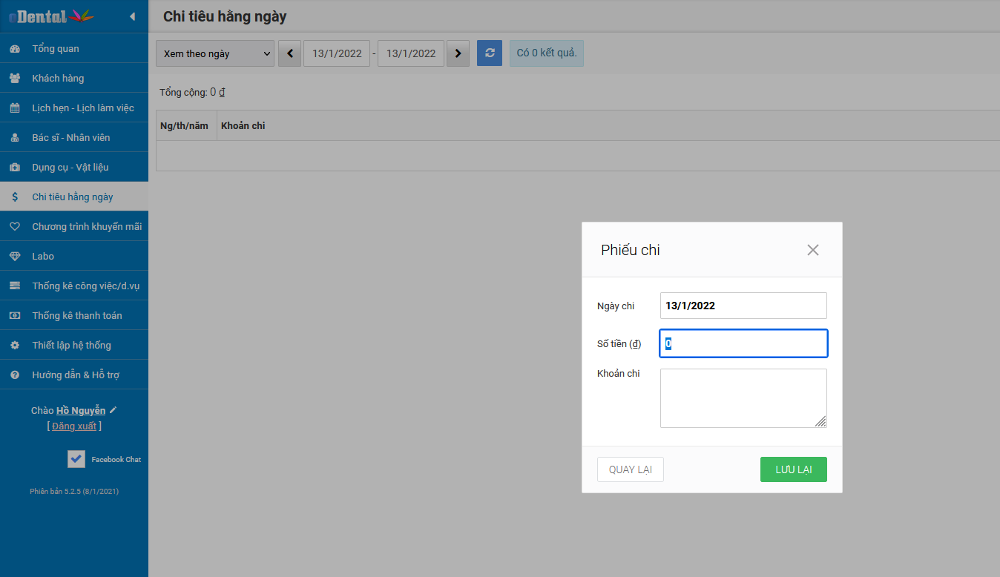 eDental
Tổng quan
Khách hàng
Lịch hẹn - Lịch làm việc
Bác sĩ - Nhân viên
Dụng cụ - Vật liệu
Chi tiêu hằng ngày
Chương trình khuyến mãi
Labo
Thống kê công việc/d.vụ
Thống kê thanh toán
Thiết lập hệ thống
Hướng dẫn & Hỗ trợ
Chào Hồ Nguyễn
[ Đăng xuất ]
Facebook Chat
Phiên bản 5.2.5 (8/1/2021)
Chi tiêu hằng ngày
Xem theo ngày 13/1/2022 - 13/1/2022 Có 0 kết quả.
Tổng cộng: 0 ₫
Ng/th/năm Khoản chi
Phiếu chi
Ngày chi 13/1/2022
Số tiền (₫) 0
Khoản chi
QUAY LẠI LƯU LẠI